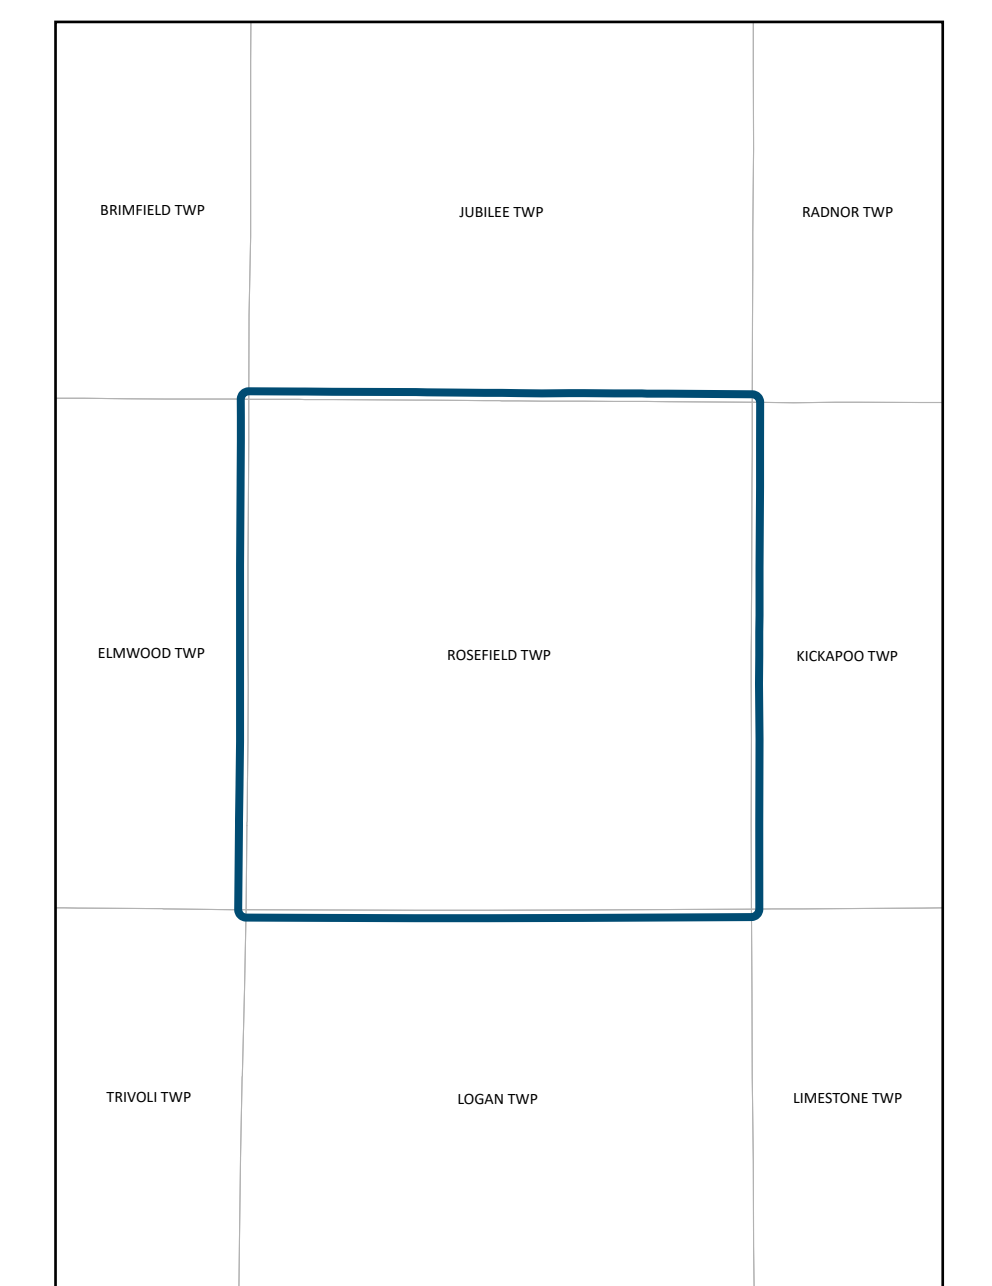 BRIMFIELD TWP
JUBILEE TWP
RADNOR TWP
ELMWOOD TWP
ROSEFIELD TWP
KICKAPOO TWP
TRIVOLI TWP
LOGAN TWP
LIMESTONE TWP